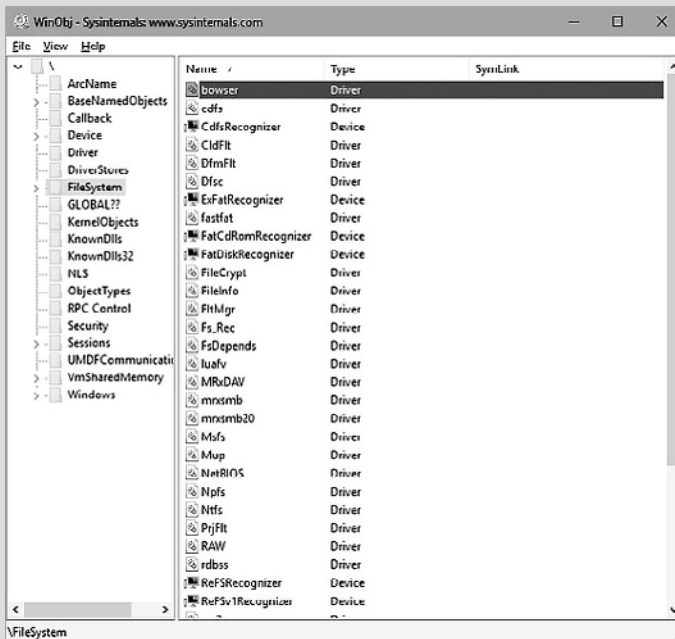 WinObj - Sysinternals: www.sysinternals.com
File View Help
\
ArcName
BaseNamedObjects
Callback
Device
Driver
DriverStores
FileSystem
GLOBAL??
KernelObjects
KnownDlls
KnownDlls32
NLS
ObjectTypes
RPC Control
Security
Sessions
UMDFCommunicatio
VmSharedMemory
Windows
Name Type SymLink
bowser Driver
cdfs Driver
CdfsRecognizer Device
CldFlt Driver
DfmFlt Driver
Dfsc Driver
ExFatRecognizer Device
fastfat Driver
FatCdRomRecognizer Device
FatDiskRecognizer Device
FileCrypt Driver
FileInfo Driver
FltMgr Driver
Fs_Rec Driver
FsDepends Driver
luafv Driver
MRxDAV Driver
mrxsmb Driver
mrxsmb20 Driver
Msfs Driver
Mup Driver
NetBIOS Driver
Npfs Driver
Ntfs Driver
PrjFlt Driver
RAW Driver
rdbss Driver
ReFSRecognizer Device
ReFSv1Recognizer Device
\FileSystem